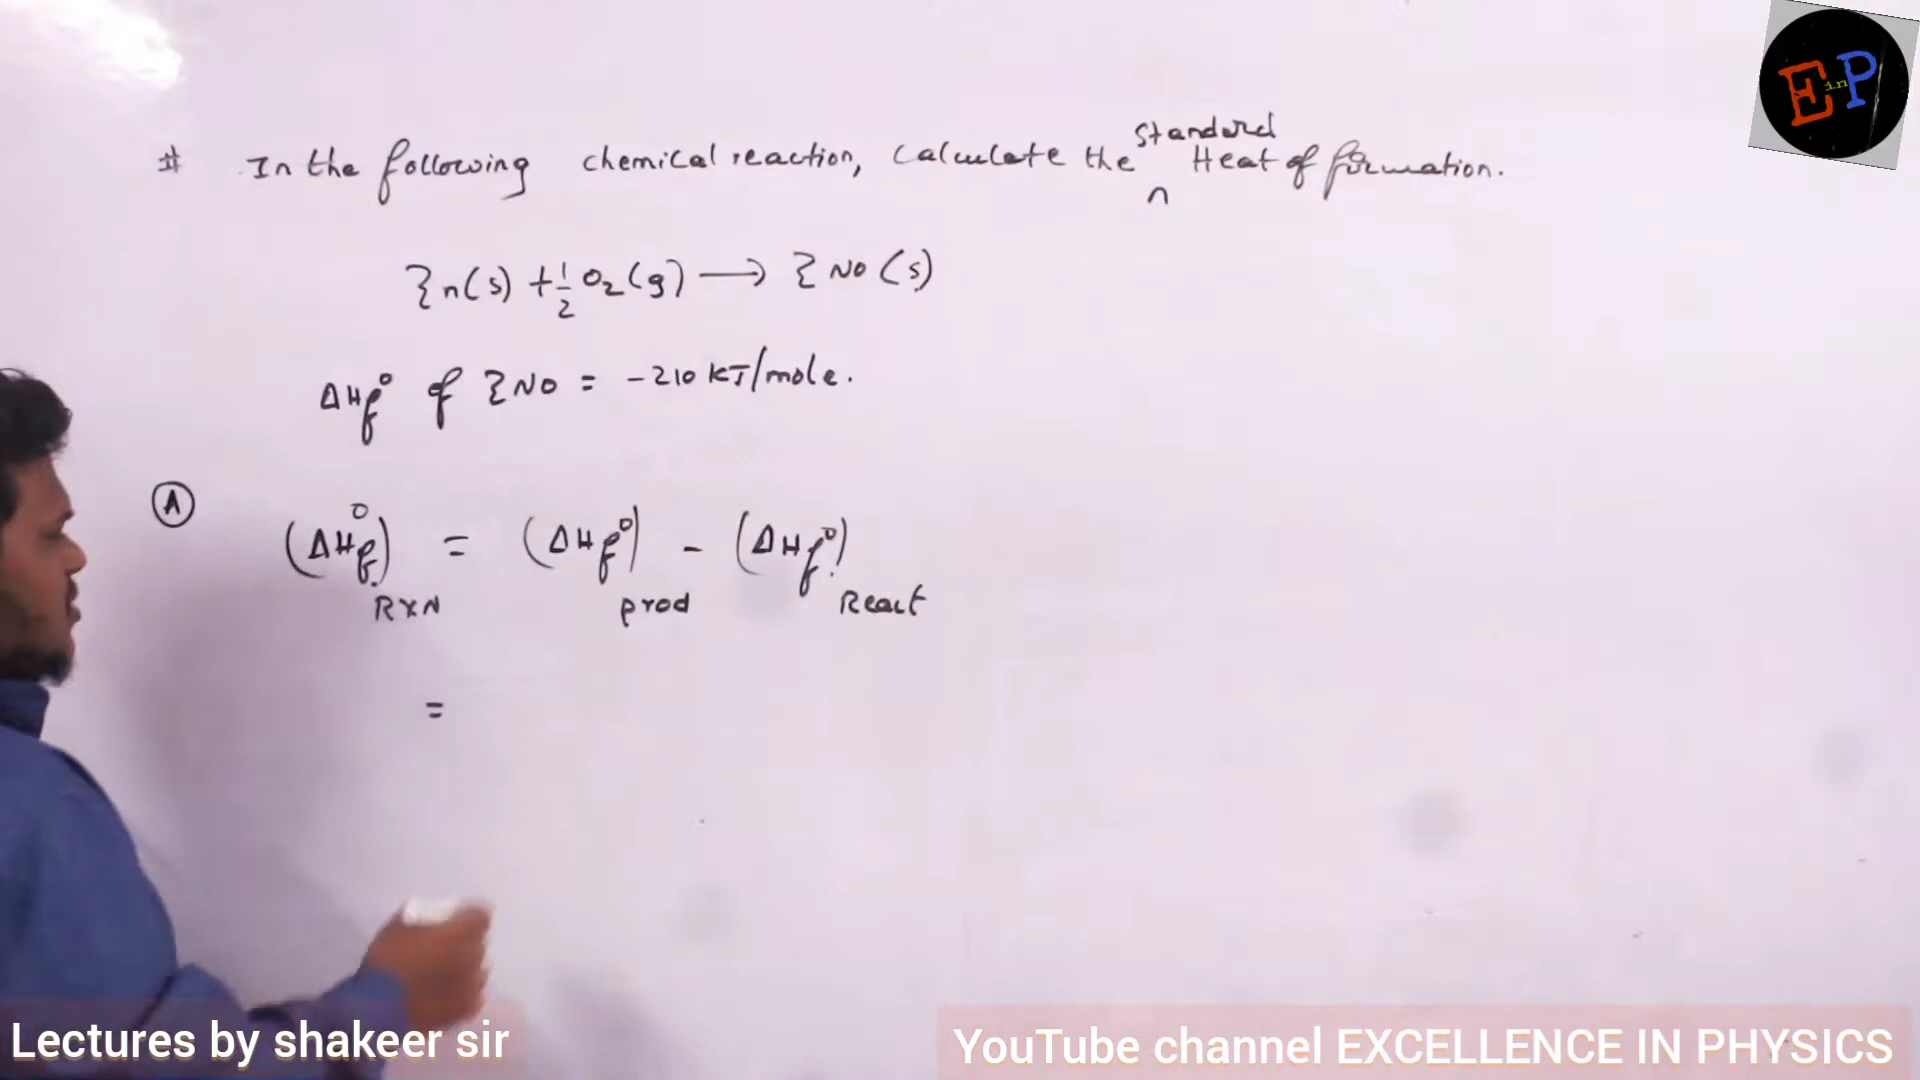 E in P
# In the following chemical reaction, calculate the standard Heat of formation.
Zn(s) + 1/2 O2(g) ⟶ ZNO(s)
ΔHf° of ZNO = -210 KJ/mole.
A (ΔHf°)RXN = (ΔHf°)prod - (ΔHf°)React
=
Lectures by shakeer sir
YouTube channel EXCELLENCE IN PHYSICS